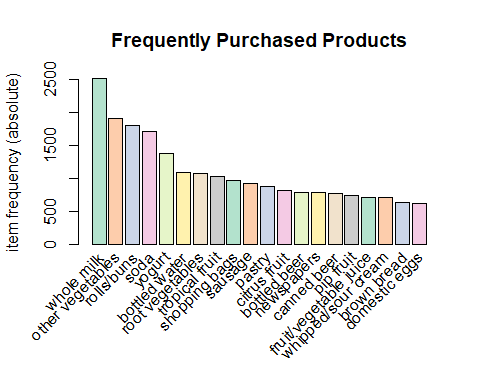 Frequently Purchased Products
item frequency (absolute)
2500
1500
500
0
whole milk
other vegetables
rolls/buns
soda
yogurt
bottled water
root vegetables
tropical fruit
shopping bags
sausage
pastry
citrus fruit
bottled beer
newspapers
canned beer
pip fruit
fruit/vegetable juice
whipped/sour cream
brown bread
domestic eggs